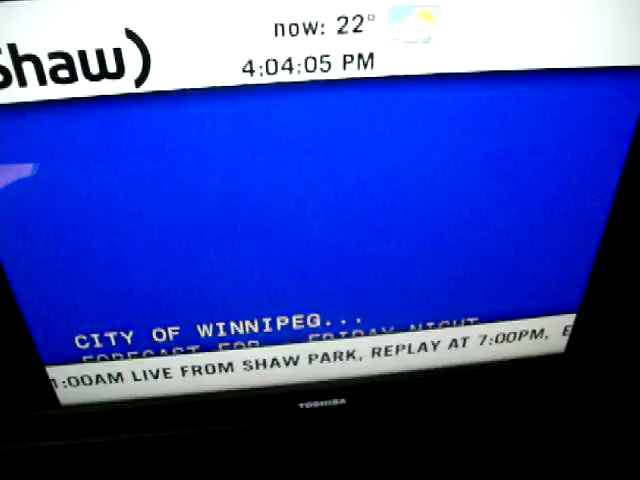 Shaw)
now: 22°
4:04:05 PM
CITY OF WINNIPEG...
FORECAST FOR FRIDAY NIGHT
1:00AM LIVE FROM SHAW PARK, REPLAY AT 7:00PM,
TOSHIBA